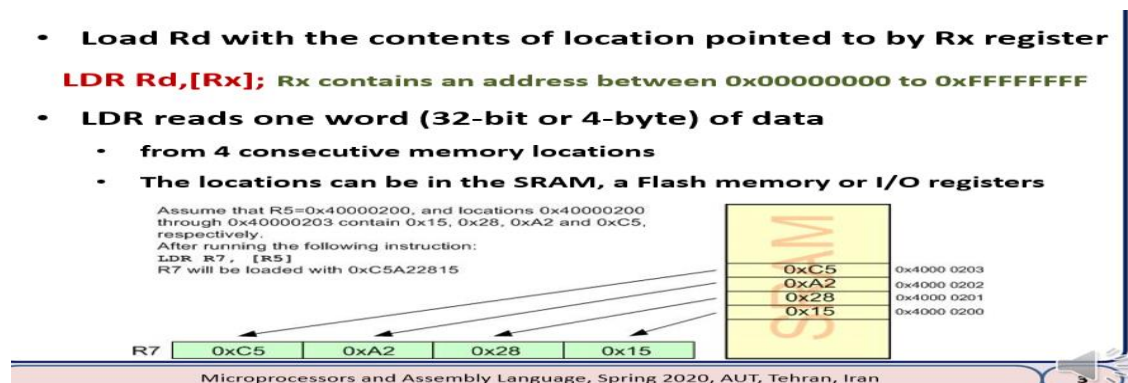 • Load Rd with the contents of location pointed to by Rx register
LDR Rd,[Rx]; Rx contains an address between 0x00000000 to 0xFFFFFFFF
• LDR reads one word (32-bit or 4-byte) of data
• from 4 consecutive memory locations
• The locations can be in the SRAM, a Flash memory or I/O registers
Assume that R5=0x40000200, and locations 0x40000200
through 0x40000203 contain 0x15, 0x28, 0xA2 and 0xC5,
respectively.
After running the following instruction:
LDR R7, [R5]
R7 will be loaded with 0xC5A22815
SRAM
0xC5 0x4000 0203
0xA2 0x4000 0202
0x28 0x4000 0201
0x15 0x4000 0200
R7 0xC5 0xA2 0x28 0x15
Microprocessors and Assembly Language, Spring 2020, AUT, Tehran, Iran